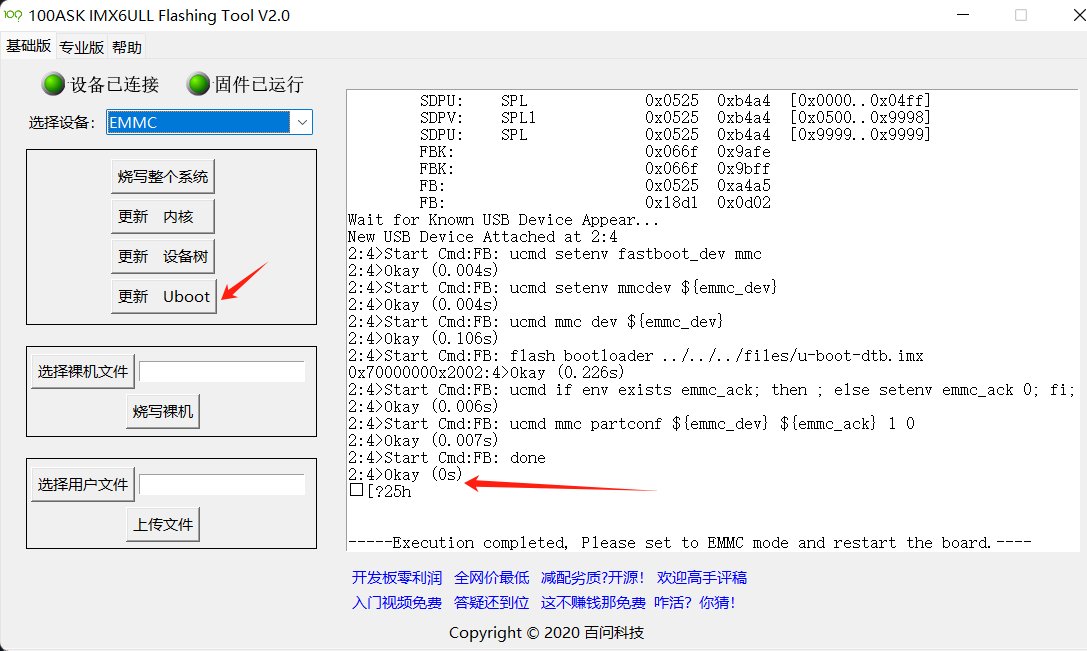 100ASK IMX6ULL Flashing Tool V2.0
基础版 专业版 帮助
设备已连接 固件已运行
选择设备: EMMC
烧写整个系统
更新 内核
更新 设备树
更新 Uboot
选择裸机文件
烧写裸机
选择用户文件
上传文件
SDPU: SPL 0x0525 0xb4a4 [0x0000..0x04ff]
SDPV: SPL1 0x0525 0xb4a4 [0x0500..0x9998]
SDPU: SPL 0x0525 0xb4a4 [0x9999..0x9999]
FBK: 0x066f 0x9afe
FBK: 0x066f 0x9bff
FB: 0x0525 0xa4a5
FB: 0x18d1 0x0d02
Wait for Known USB Device Appear...
New USB Device Attached at 2:4
2:4>Start Cmd:FB: ucmd setenv fastboot_dev mmc
2:4>Okay (0.004s)
2:4>Start Cmd:FB: ucmd setenv mmcdev ${emmc_dev}
2:4>Okay (0.004s)
2:4>Start Cmd:FB: ucmd mmc dev ${emmc_dev}
2:4>Okay (0.106s)
2:4>Start Cmd:FB: flash bootloader ../../../files/u-boot-dtb.imx
0x70000000x2002:4>Okay (0.226s)
2:4>Start Cmd:FB: ucmd if env exists emmc_ack; then ; else setenv emmc_ack 0; fi;
2:4>Okay (0.006s)
2:4>Start Cmd:FB: ucmd mmc partconf ${emmc_dev} ${emmc_ack} 1 0
2:4>Okay (0.007s)
2:4>Start Cmd:FB: done
2:4>Okay (0s)
□[?25h
-----Execution completed, Please set to EMMC mode and restart the board.----
开发板零利润 全网价最低 减配劣质?开源! 欢迎高手评稿
入门视频免费 答疑还到位 这不赚钱那免费 咋活? 你猜!
Copyright © 2020 百问科技